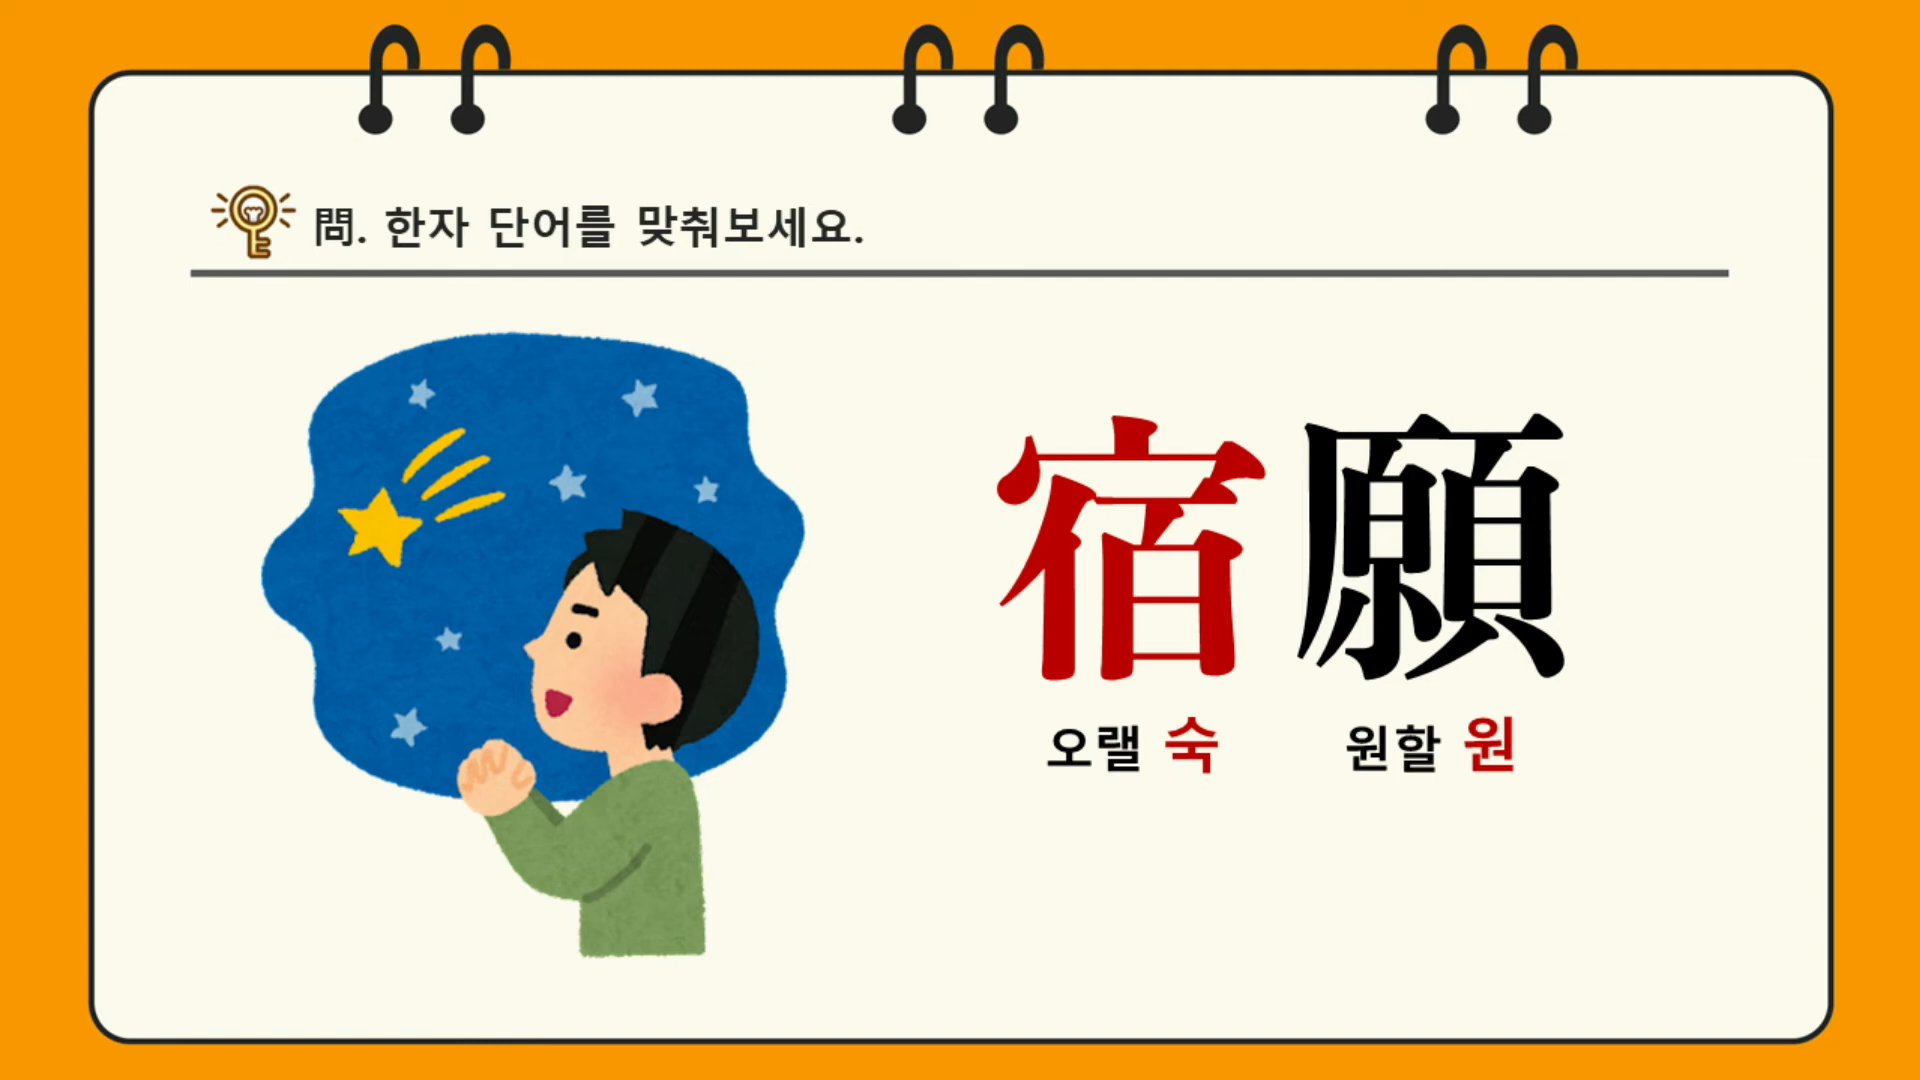 問. 한자 단어를 맞춰보세요.
宿願
오랠 숙 원할 원